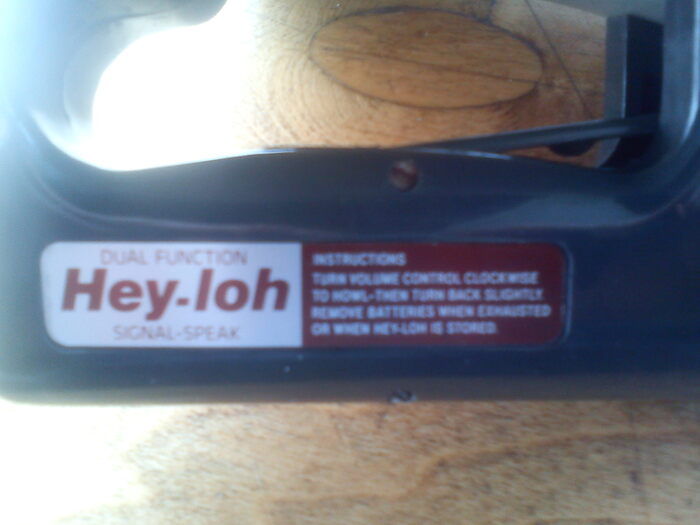 DUAL FUNCTION
Hey-loh
SIGNAL-SPEAK
INSTRUCTIONS
TURN VOLUME CONTROL CLOCKWISE
TO HOWL-THEN TURN BACK SLIGHTLY.
REMOVE BATTERIES WHEN EXHAUSTED
OR WHEN HEY-LOH IS STORED.